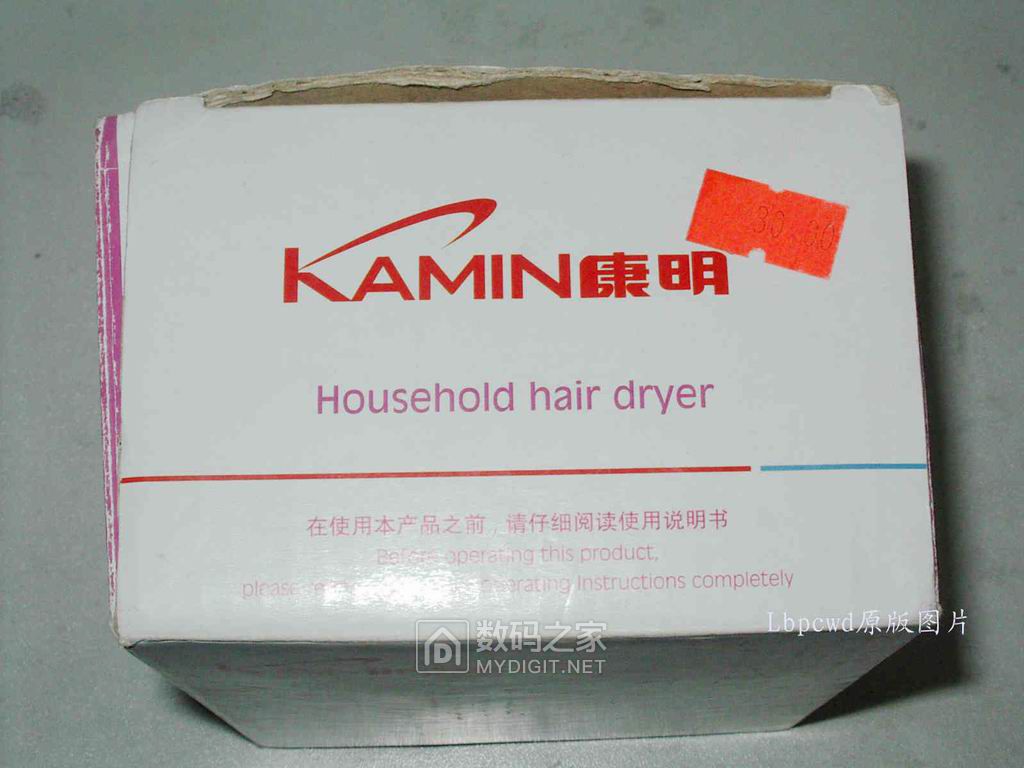 30.00
KAMIN康明
Household hair dryer
在使用本产品之前,请仔细阅读使用说明书
Before operating this product,
please operating Instructions completely
Lbpcwd原版图片
数码之家
MYDIGIT.NET